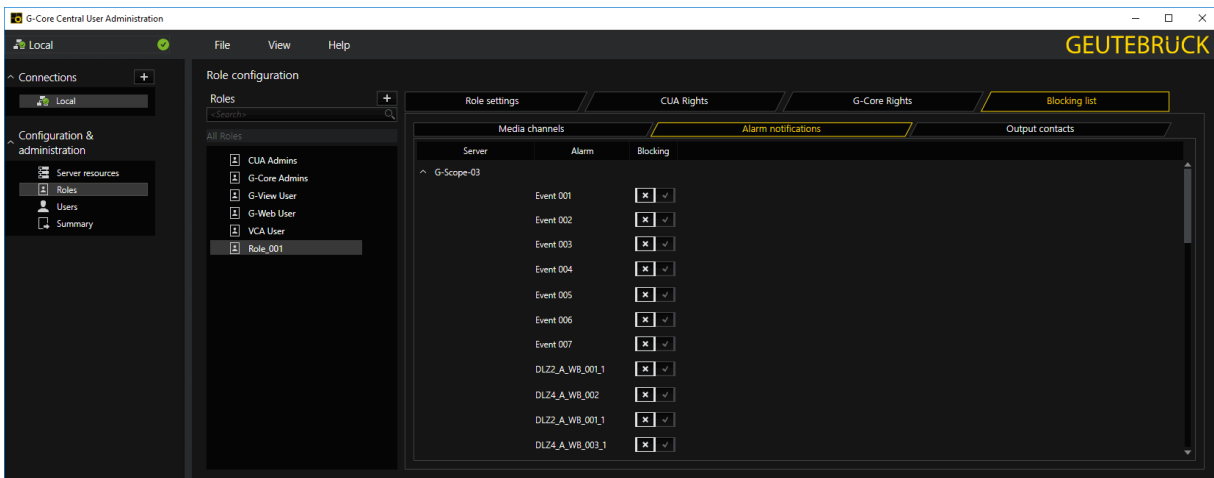 G-Core Central User Administration
Local
File View Help
GEUTEBRÜCK
Connections
Local
Configuration &
administration
Server resources
Roles
Users
Summary
Role configuration
Roles
<Search>
All Roles
CUA Admins
G-Core Admins
G-View User
G-Web User
VCA User
Role_001
Role settings CUA Rights G-Core Rights Blocking list
Media channels Alarm notifications Output contacts
Server Alarm Blocking
G-Scope-03
Event 001
Event 002
Event 003
Event 004
Event 005
Event 006
Event 007
DLZ2_A_WB_001_1
DLZ4_A_WB_002
DLZ2_A_WB_001_1
DLZ4_A_WB_003_1